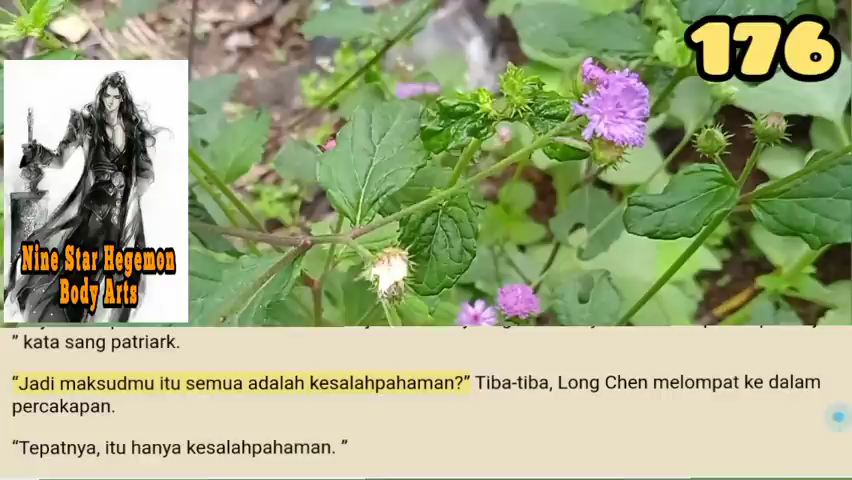 176
Nine Star Hegemon
Body Arts
” kata sang patriark.
“Jadi maksudmu itu semua adalah kesalahpahaman?” Tiba-tiba, Long Chen melompat ke dalam
percakapan.
“Tepatnya, itu hanya kesalahpahaman. ”